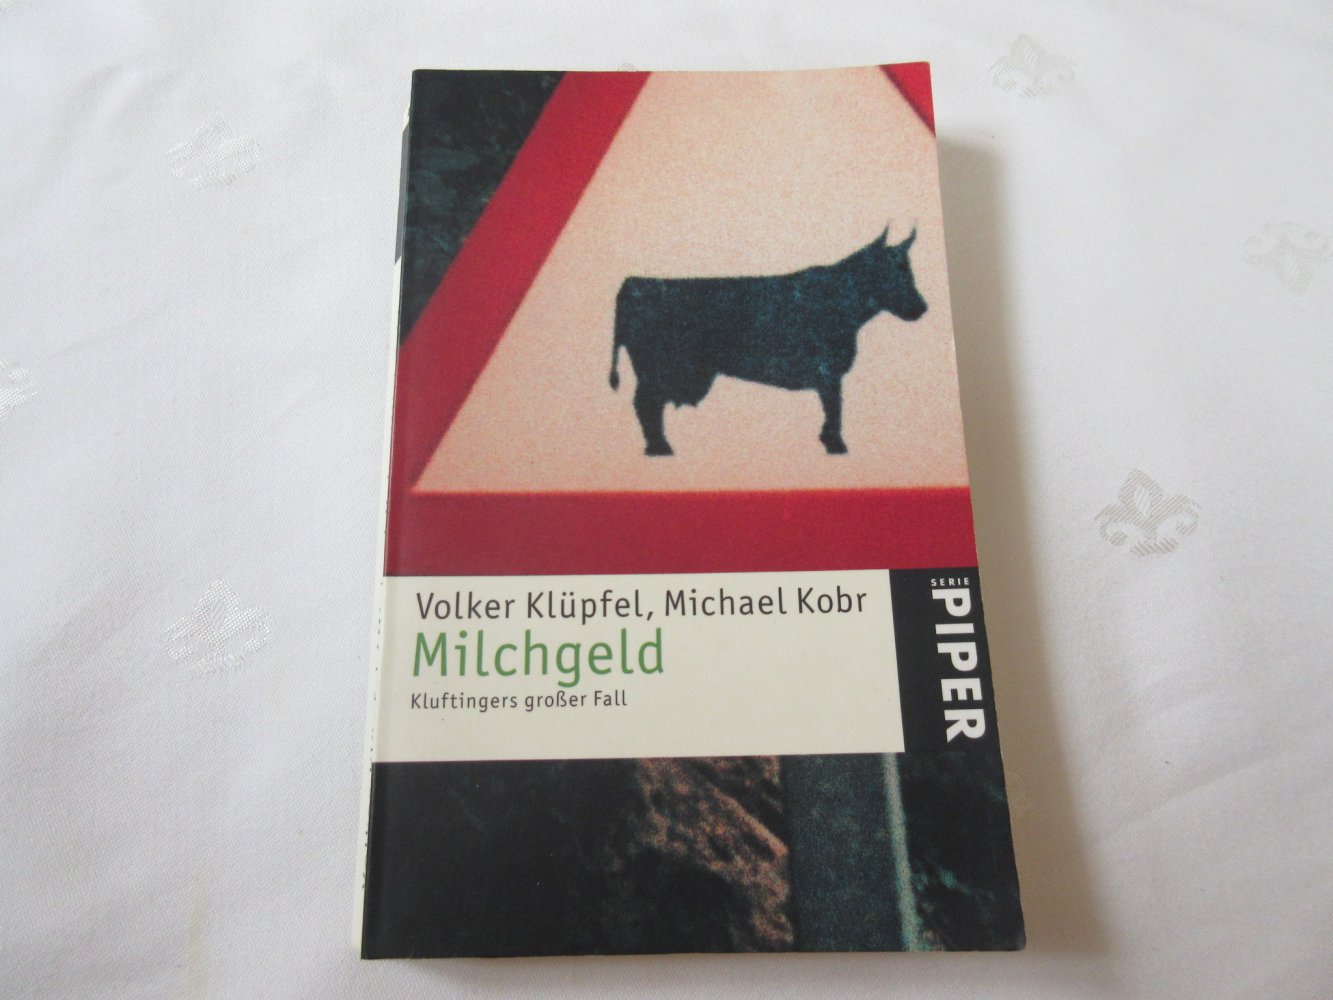 Volker Klüpfel, Michael Kobr
Milchgeld
Kluftingers großer Fall
SERIE
PIPER